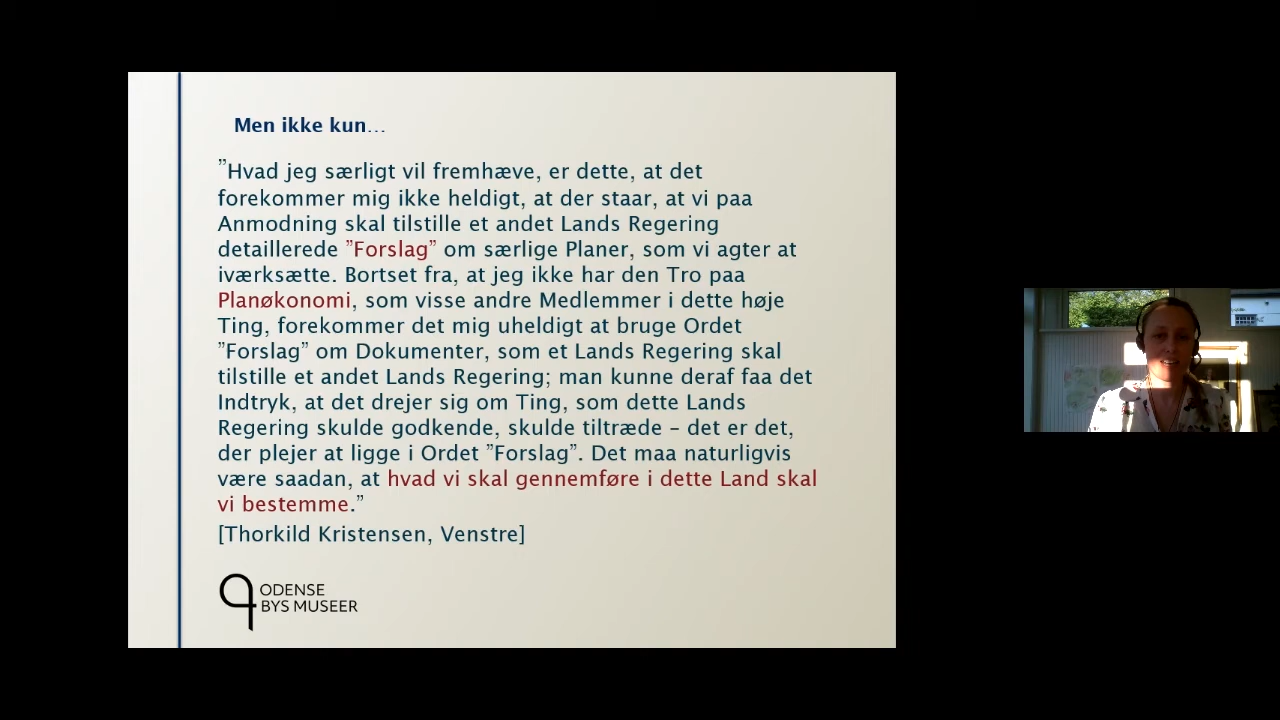 Men ikke kun…
”Hvad jeg særligt vil fremhæve, er dette, at det
forekommer mig ikke heldigt, at der staar, at vi paa
Anmodning skal tilstille et andet Lands Regering
detaillerede ”Forslag” om særlige Planer, som vi agter at
iværksætte. Bortset fra, at jeg ikke har den Tro paa
Planøkonomi, som visse andre Medlemmer i dette høje
Ting, forekommer det mig uheldigt at bruge Ordet
”Forslag” om Dokumenter, som et Lands Regering skal
tilstille et andet Lands Regering; man kunne deraf faa det
Indtryk, at det drejer sig om Ting, som dette Lands
Regering skulde godkende, skulde tiltræde – det er det,
der plejer at ligge i Ordet ”Forslag”. Det maa naturligvis
være saadan, at hvad vi skal gennemføre i dette Land skal
vi bestemme.”
[Thorkild Kristensen, Venstre]
ODENSE
BYS MUSEER